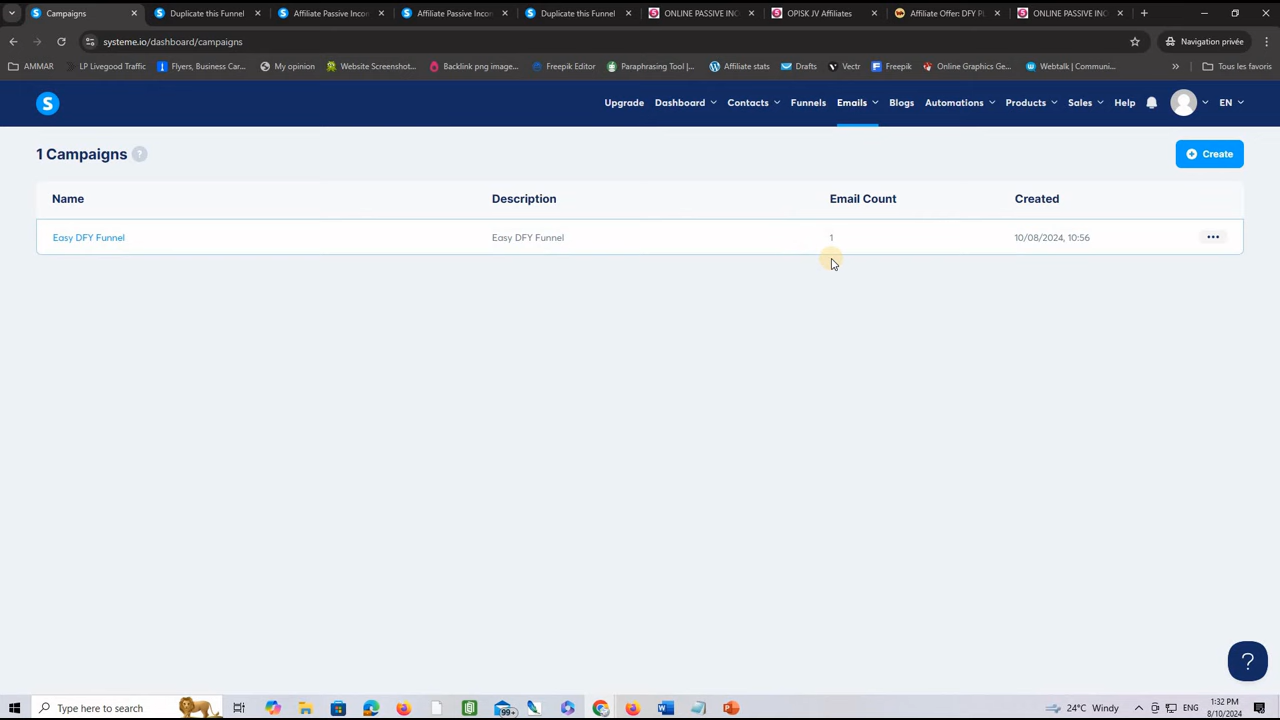 Campaigns
Duplicate this Funnel
Affiliate Passive Incor
Affiliate Passive Incor
Duplicate this Funnel
ONLINE PASSIVE INC
OPISK JV Affiliates
Affiliate Offer: DFY P
ONLINE PASSIVE INC
systeme.io/dashboard/campaigns
Navigation privée
AMMAR
LP Livegood Traffic
Flyers, Business Car...
My opinion
Website Screenshot...
Backlink png image...
Freepik Editor
Paraphrasing Tool |...
Affiliate stats
Drafts
Vectr
Freepik
Online Graphics Ge...
Webtalk | Communi...
Tous les favoris
S
Upgrade
Dashboard
Contacts
Funnels
Emails
Blogs
Automations
Products
Sales
Help
EN
1 Campaigns ?
Create
Name Description Email Count Created
Easy DFY Funnel Easy DFY Funnel 1 10/08/2024, 10:56
?
Type here to search
99+
24°C Windy
ENG
1:32 PM
8/10/2024